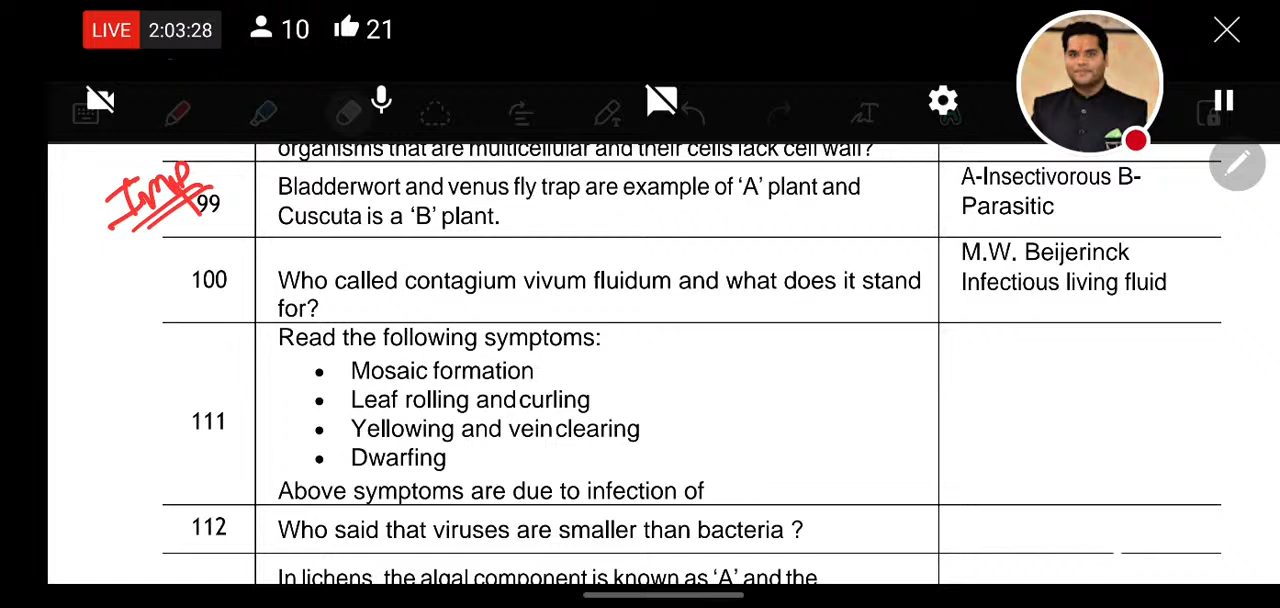 LIVE 2:03:28 10 21
organisms that are multicellular and their cells lack cell wall?
Imp
99
Bladderwort and venus fly trap are example of ‘A’ plant and
Cuscuta is a ‘B’ plant.
A-Insectivorous B-
Parasitic
100
Who called contagium vivum fluidum and what does it stand
for?
M.W. Beijerinck
Infectious living fluid
111
Read the following symptoms:
• Mosaic formation
• Leaf rolling and curling
• Yellowing and vein clearing
• Dwarfing
Above symptoms are due to infection of
112
Who said that viruses are smaller than bacteria ?
In lichens, the algal component is known as ‘A’ and the